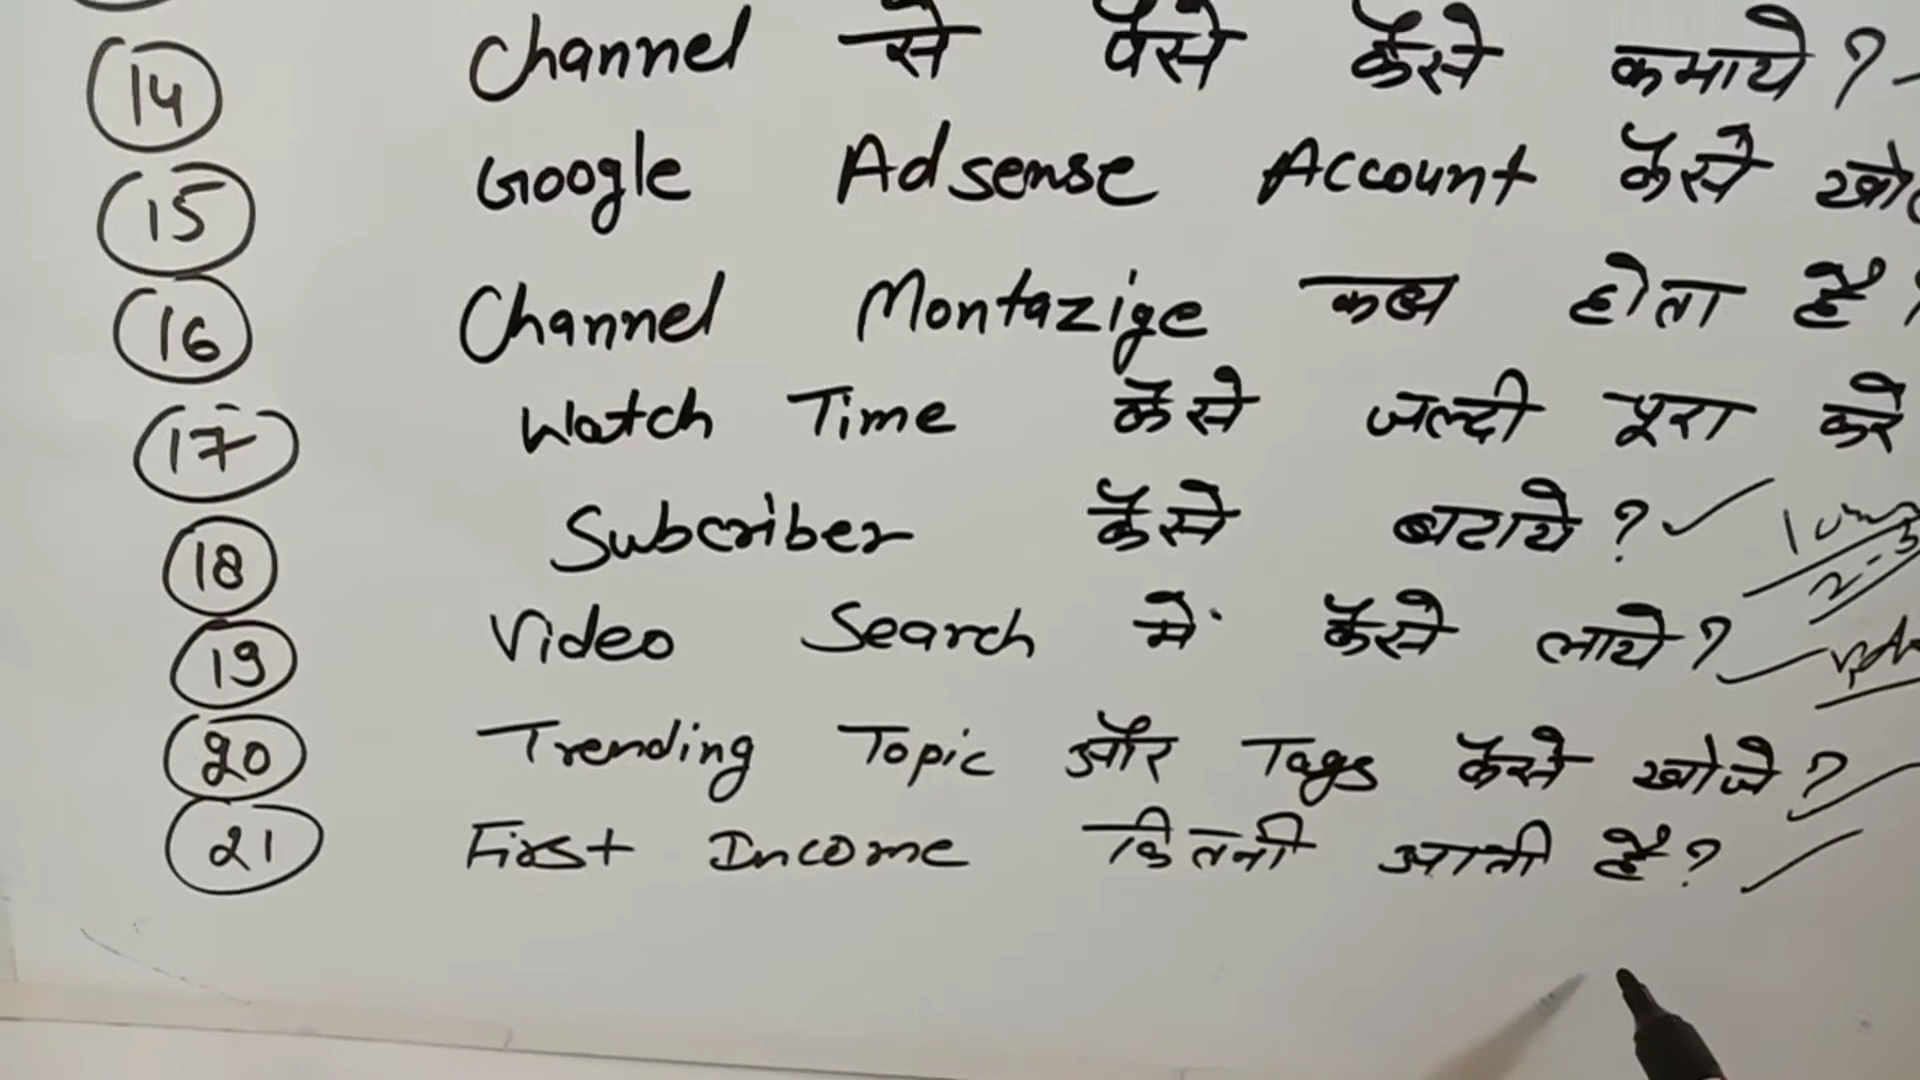 14 Channel से पैसे कैसे कमाये?
15 Google Adsense Account कैसे
16 Channel Montazige कब होता है?
17 Watch Time कैसे जल्दी पूरा करे
18 Subcriber कैसे बढाये?
19 Video Search में कैसे लाये?
20 Trending Topic और Tags कैसे खोजे?
21 First Income कितनी आती है?